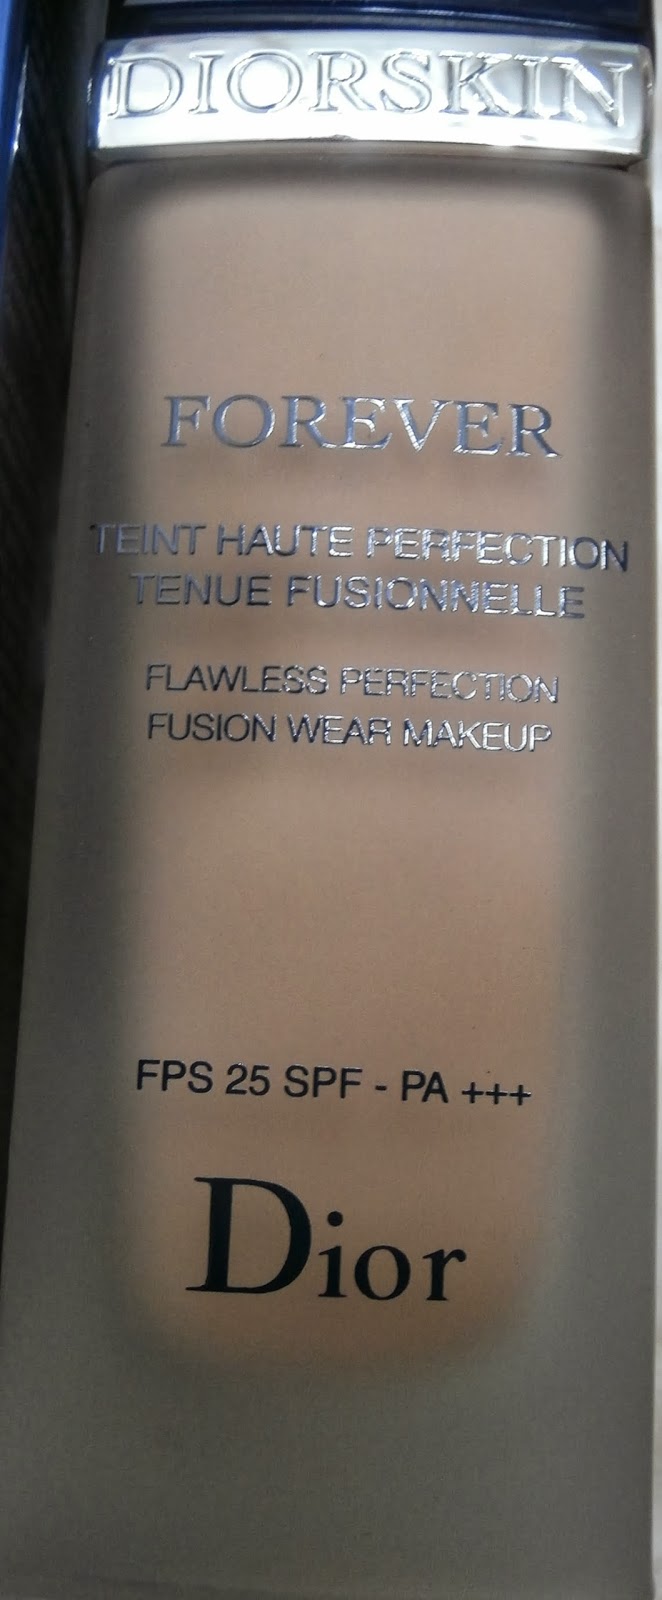 DIORSKIN
FOREVER
TEINT HAUTE PERFECTION
TENUE FUSIONNELLE
FLAWLESS PERFECTION
FUSION WEAR MAKEUP
FPS 25 SPF - PA +++
Dior